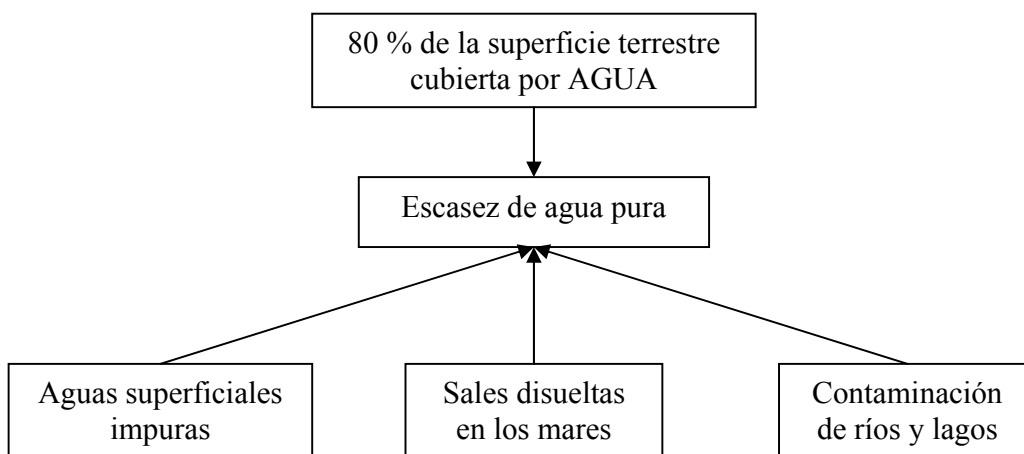 80 % de la superficie terrestre
cubierta por AGUA
Escasez de agua pura
Aguas superficiales
impuras
Sales disueltas
en los mares
Contaminación
de ríos y lagos